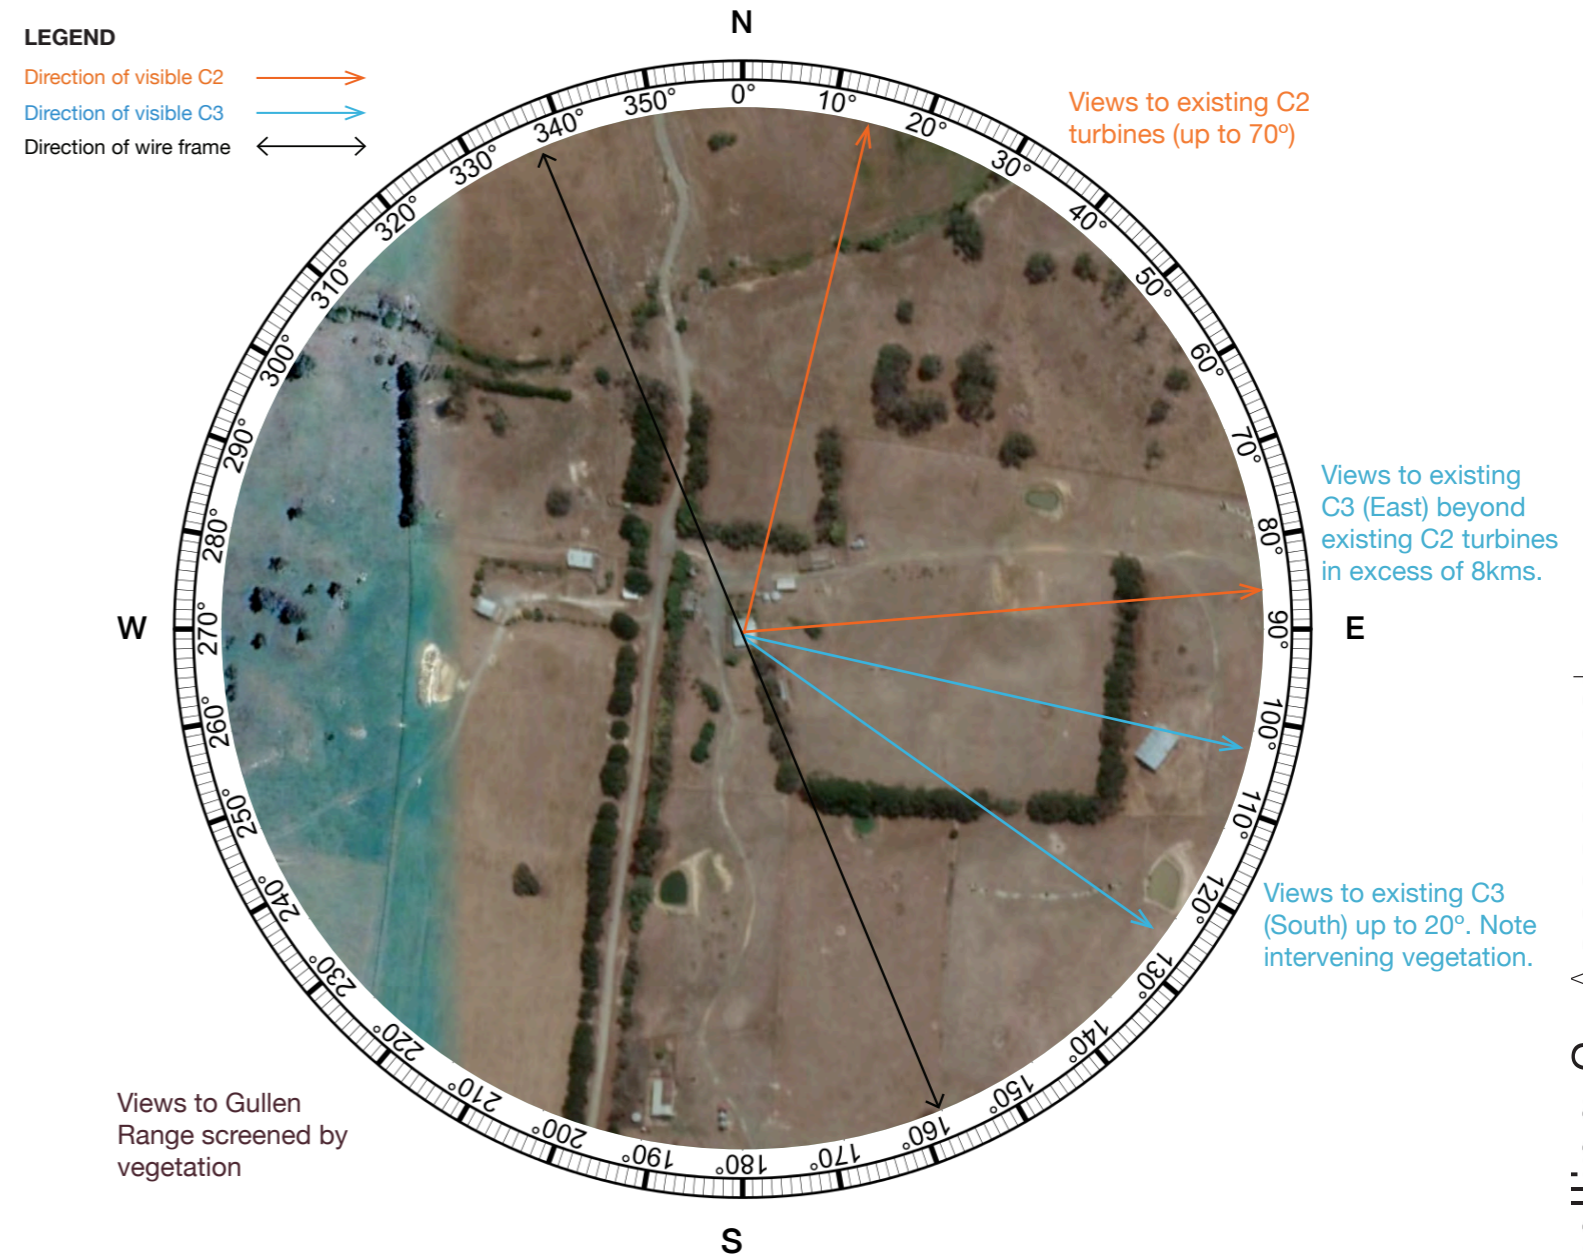 N
LEGEND
Direction of visible C2
Direction of visible C3
Direction of wire frame
Views to existing C2
turbines (up to 70º)
0°
10°
20°
30°
40°
50°
60°
70°
80°
90°
100°
110°
120°
130°
140°
150°
160°
170°
180°
190°
200°
210°
220°
230°
240°
250°
260°
270°
280°
290°
300°
310°
320°
330°
340°
350°
Views to existing
C3 (East) beyond
existing C2 turbines
in excess of 8kms.
W
E
Views to existing C3
(South) up to 20º. Note
intervening vegetation.
Views to Gullen
Range screened by
vegetation
S